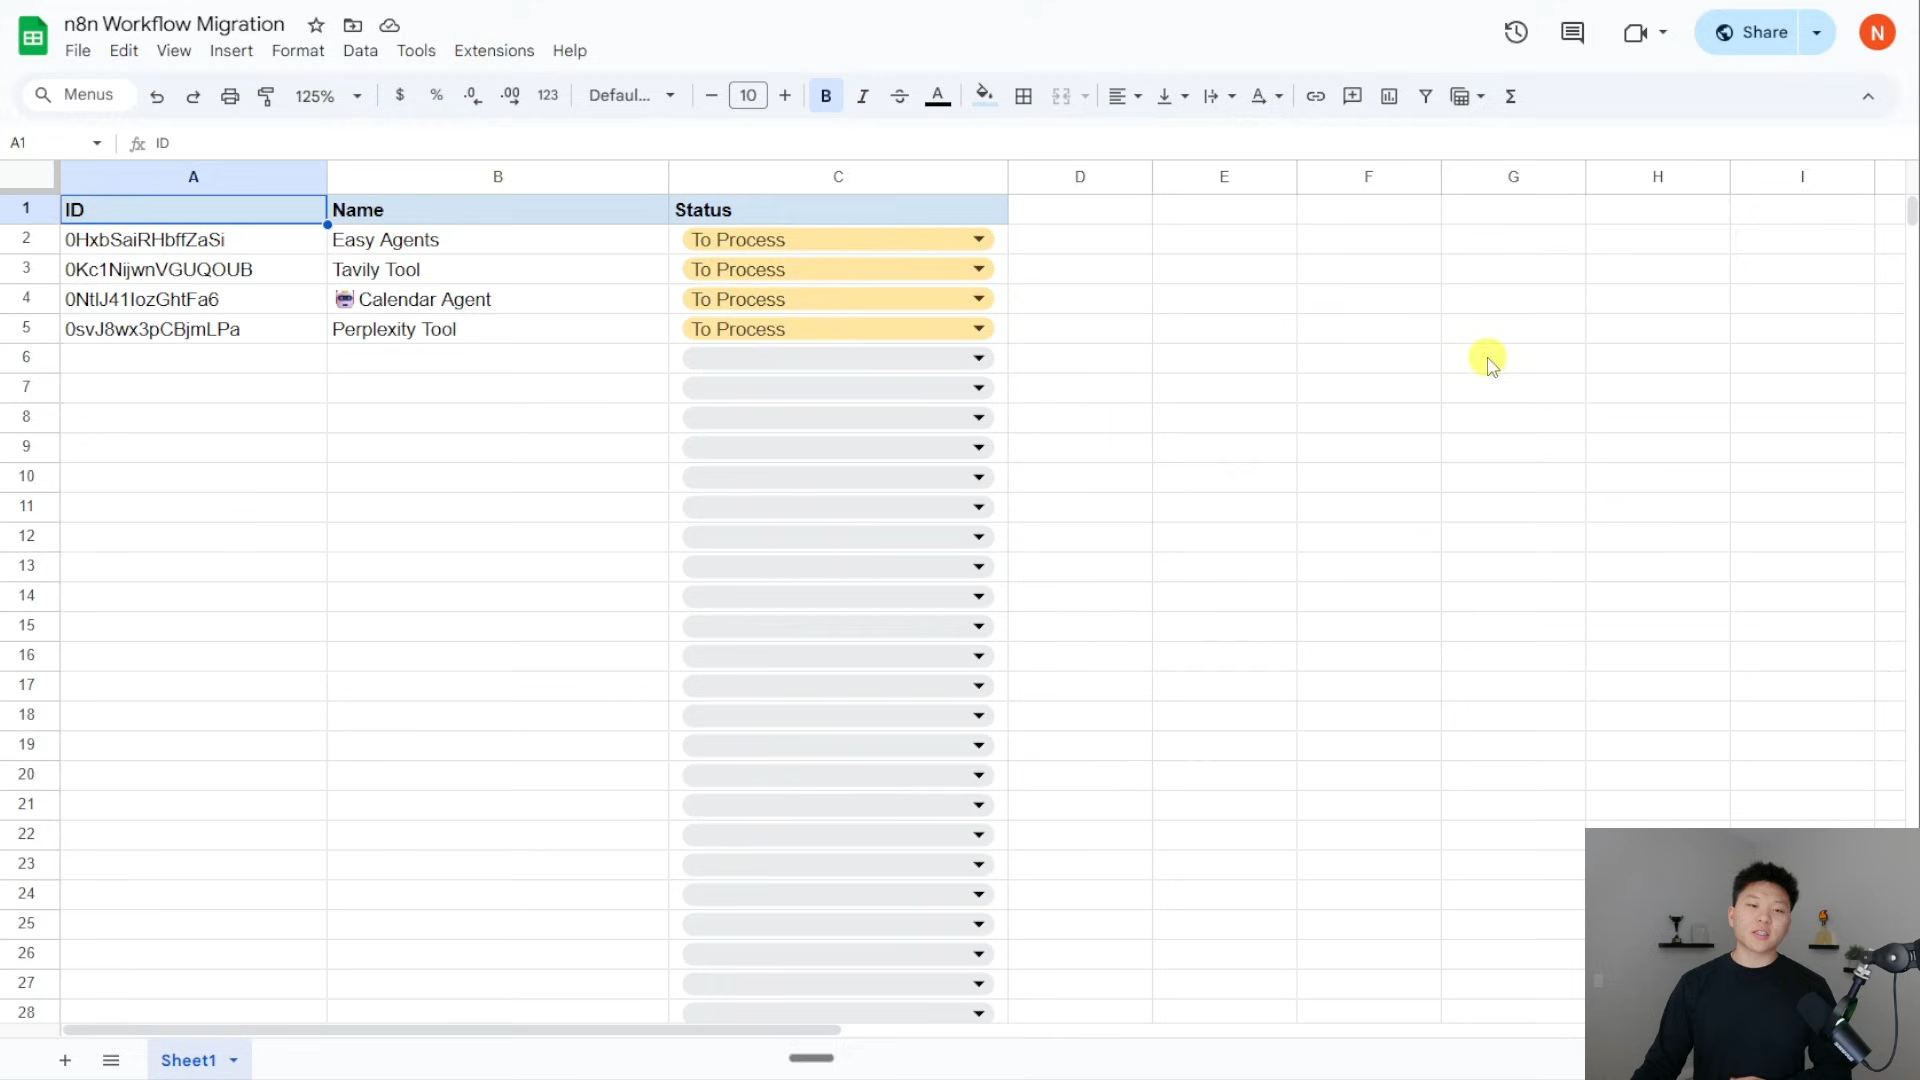 n8n Workflow Migration
File Edit View Insert Format Data Tools Extensions Help
Share
N
Menus
125%
$ % .0 .00 123
Defaul...
10
B I A
Σ
A1
fx ID
A B C D E F G H I
1 ID Name Status
2 0HxbSaiRHbffZaSi Easy Agents To Process
3 0Kc1NijwnVGUQOUB Tavily Tool To Process
4 0NtlJ41IozGhtFa6 🤖 Calendar Agent To Process
5 0svJ8wx3pCBjmLPa Perplexity Tool To Process
6
7
8
9
10
11
12
13
14
15
16
17
18
19
20
21
22
23
24
25
26
27
28
Sheet1